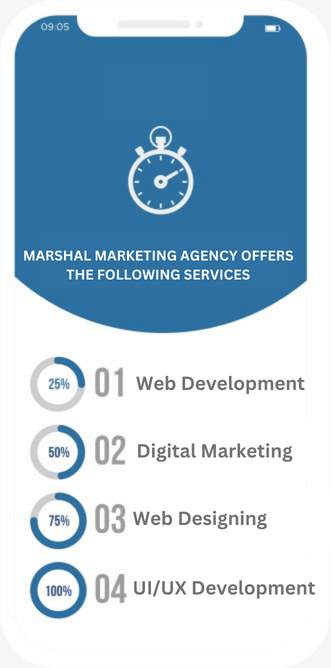 09:05
MARSHAL MARKETING AGENCY OFFERS
THE FOLLOWING SERVICES
25% 01 Web Development
50% 02 Digital Marketing
75% 03 Web Designing
100% 04 UI/UX Development